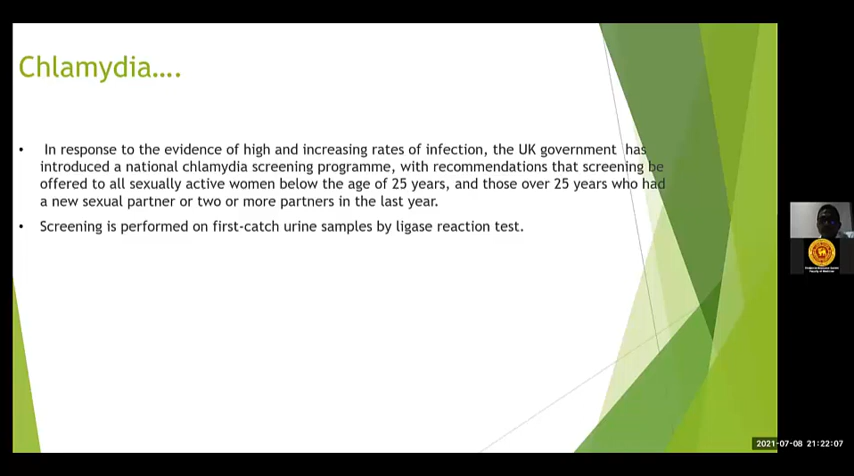 Chlamydia....
• In response to the evidence of high and increasing rates of infection, the UK government has
introduced a national chlamydia screening programme, with recommendations that screening be
offered to all sexually active women below the age of 25 years, and those over 25 years who had
a new sexual partner or two or more partners in the last year.
• Screening is performed on first-catch urine samples by ligase reaction test.
2021-07-08 21:22:07